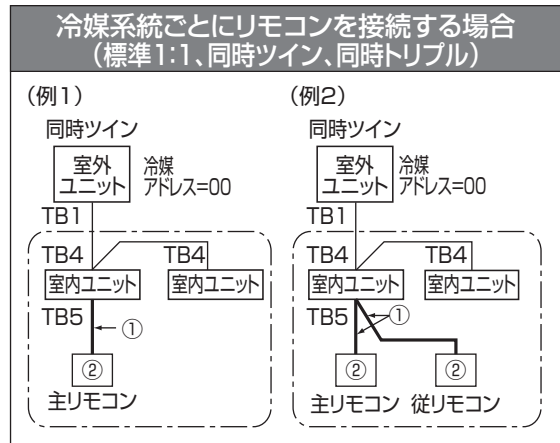 冷媒系統ごとにリモコンを接続する場合
（標準1:1、同時ツイン、同時トリプル）
（例1）
同時ツイン
室外
ユニット
冷媒
アドレス=00
TB1
TB4
TB4
室内ユニット
室内ユニット
TB5
①
②
主リモコン
（例2）
同時ツイン
室外
ユニット
冷媒
アドレス=00
TB1
TB4
TB4
室内ユニット
室内ユニット
TB5
①
②
②
主リモコン
従リモコン